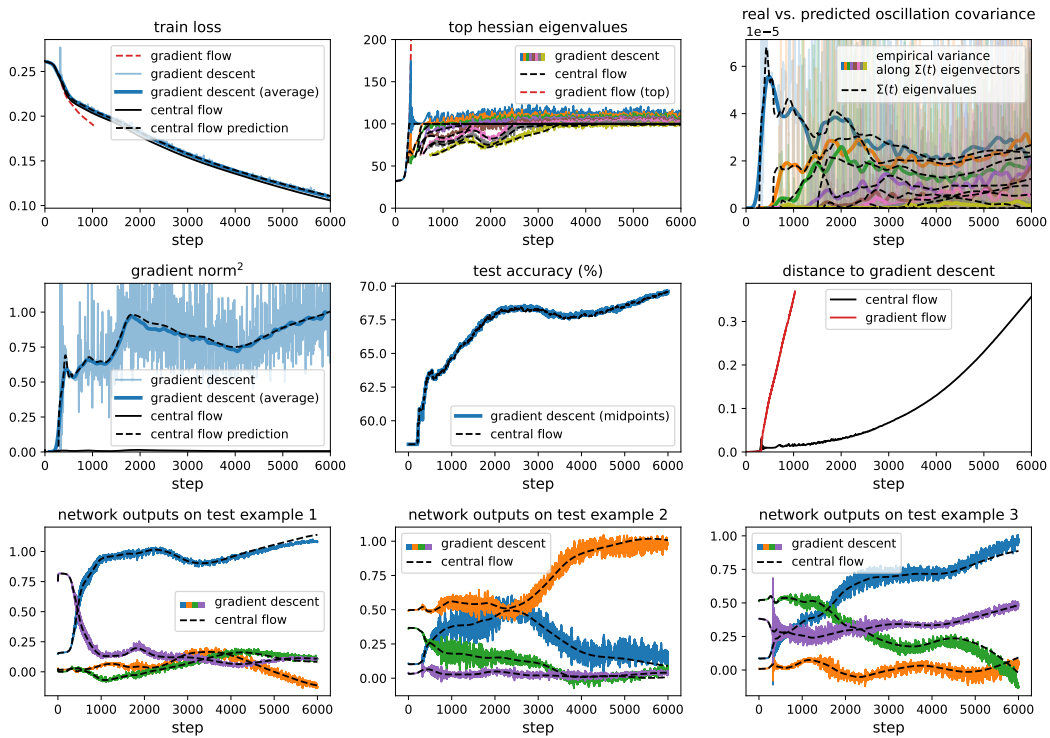 train loss
0.25
0.20
0.15
0.10
gradient flow
gradient descent
gradient descent (average)
central flow
central flow prediction
0 1000 2000 3000 4000 5000 6000
step
top hessian eigenvalues
200
150
100
50
0
gradient descent
central flow
gradient flow (top)
0 1000 2000 3000 4000 5000 6000
step
real vs. predicted oscillation covariance
1e−5
6
4
2
0
empirical variance
along Σ(t) eigenvectors
Σ(t) eigenvalues
0 1000 2000 3000 4000 5000 6000
step
gradient norm²
1.00
0.75
0.50
0.25
0.00
gradient descent
gradient descent (average)
central flow
central flow prediction
0 1000 2000 3000 4000 5000 6000
step
test accuracy (%)
70.0
67.5
65.0
62.5
60.0
gradient descent (midpoints)
central flow
0 1000 2000 3000 4000 5000 6000
step
distance to gradient descent
0.3
0.2
0.1
0.0
central flow
gradient flow
0 1000 2000 3000 4000 5000 6000
step
network outputs on test example 1
1.00
0.75
0.50
0.25
0.00
gradient descent
central flow
0 1000 2000 3000 4000 5000 6000
step
network outputs on test example 2
1.00
0.75
0.50
0.25
0.00
gradient descent
central flow
0 1000 2000 3000 4000 5000 6000
step
network outputs on test example 3
1.00
0.75
0.50
0.25
0.00
gradient descent
central flow
0 1000 2000 3000 4000 5000 6000
step